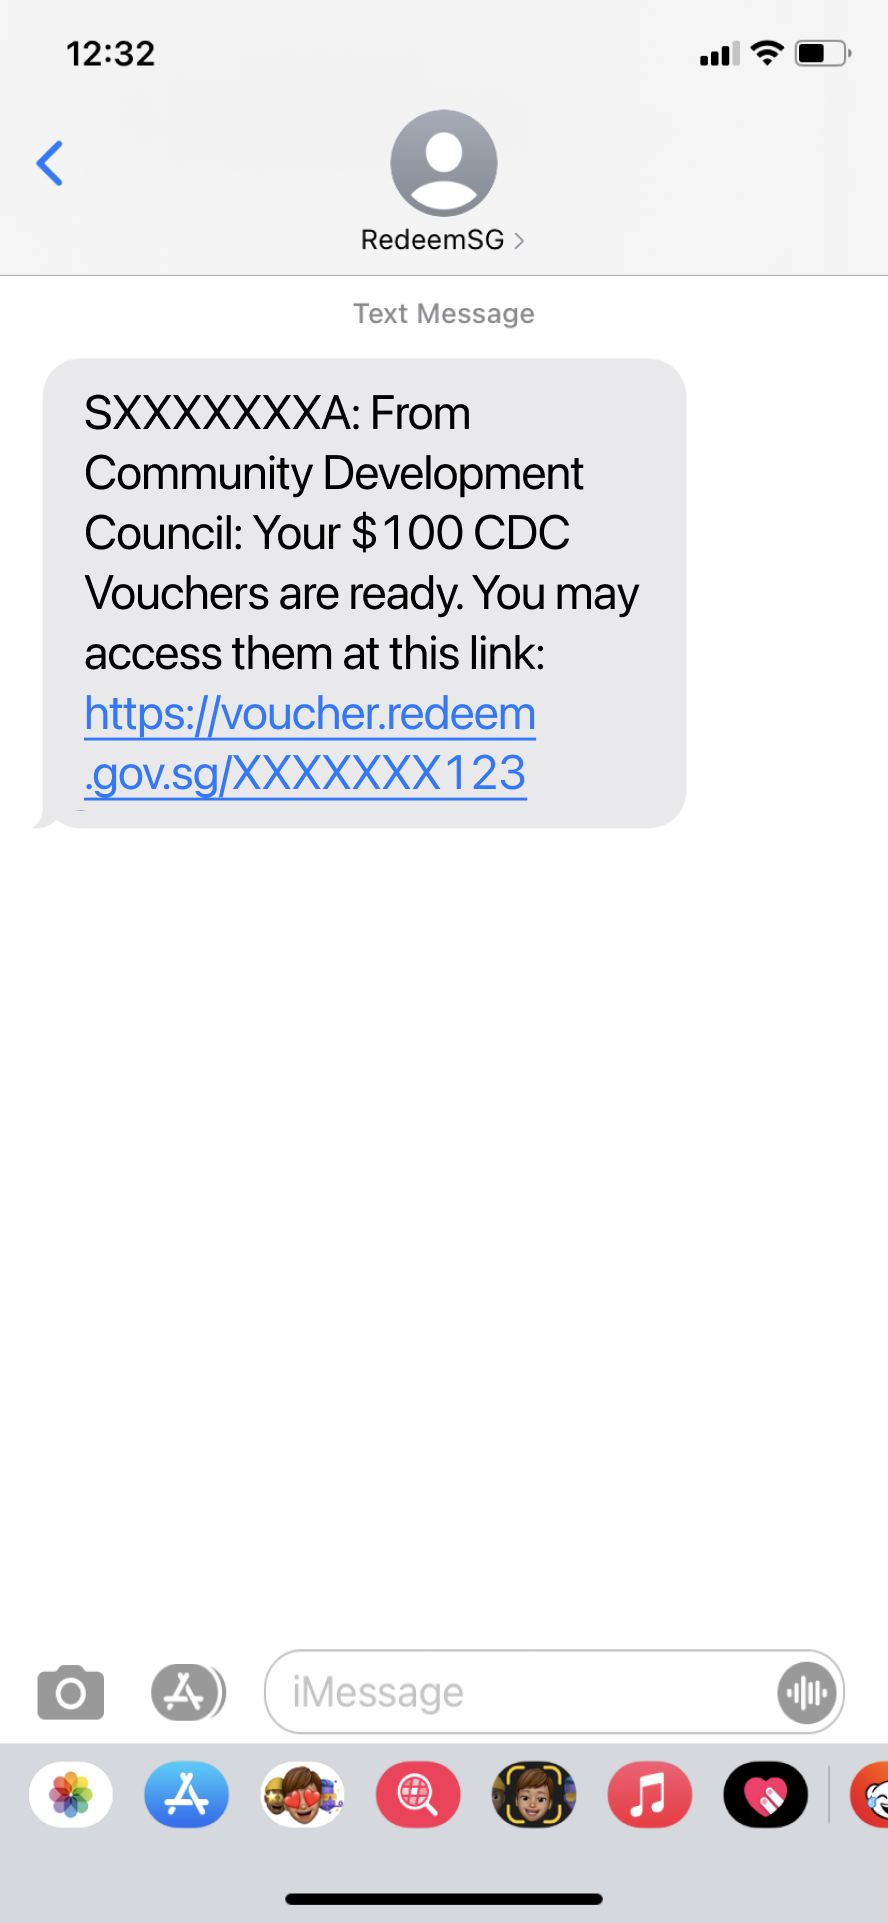 12:32
RedeemSG
Text Message
SXXXXXXXA: From
Community Development
Council: Your $100 CDC
Vouchers are ready. You may
access them at this link:
https://voucher.redeem
.gov.sg/XXXXXXX123
iMessage